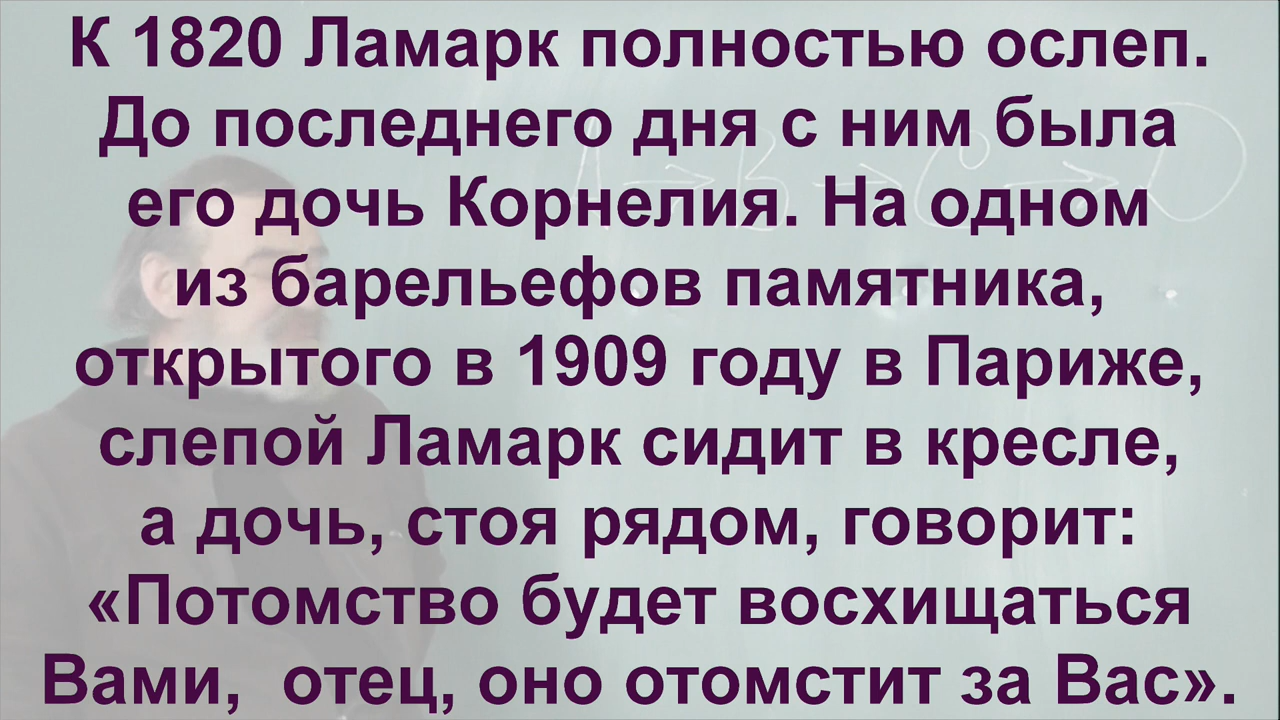 К 1820 Ламарк полностью ослеп.
До последнего дня с ним была
его дочь Корнелия. На одном
из барельефов памятника,
открытого в 1909 году в Париже,
слепой Ламарк сидит в кресле,
а дочь, стоя рядом, говорит:
«Потомство будет восхищаться
Вами, отец, оно отомстит за Вас».
A → B → C → D